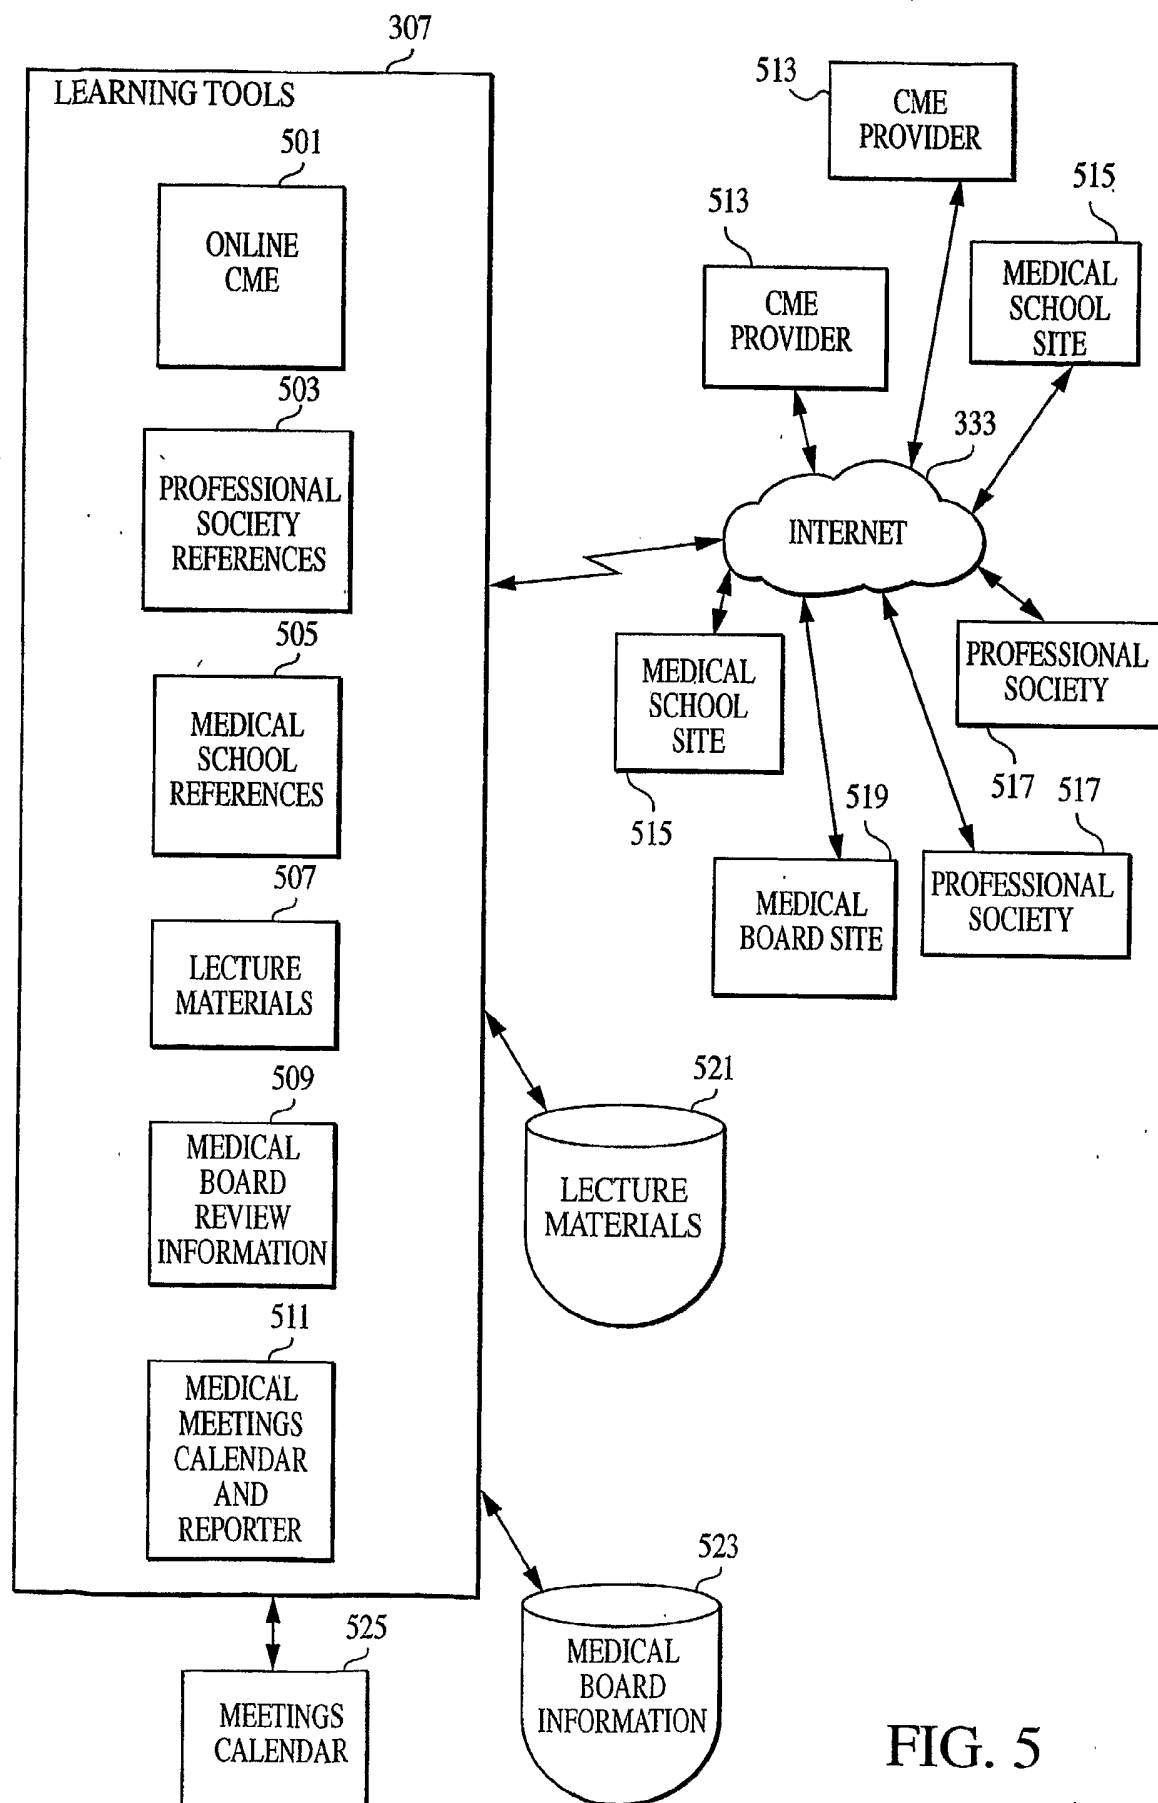 307
LEARNING TOOLS
501
ONLINE
CME
503
PROFESSIONAL
SOCIETY
REFERENCES
505
MEDICAL
SCHOOL
REFERENCES
507
LECTURE
MATERIALS
509
MEDICAL
BOARD
REVIEW
INFORMATION
511
MEDICAL
MEETINGS
CALENDAR
AND
REPORTER
525
MEETINGS
CALENDAR
513
CME
PROVIDER
513
CME
PROVIDER
515
MEDICAL
SCHOOL
SITE
333
INTERNET
MEDICAL
SCHOOL
SITE
515
PROFESSIONAL
SOCIETY
517
519
MEDICAL
BOARD SITE
517
PROFESSIONAL
SOCIETY
521
LECTURE
MATERIALS
523
MEDICAL
BOARD
INFORMATION
FIG. 5